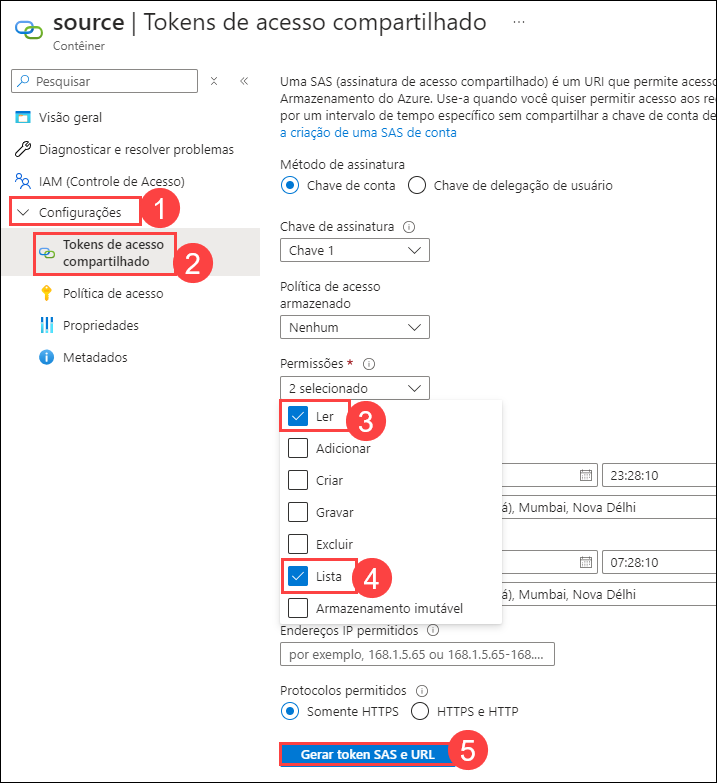 source | Tokens de acesso compartilhado ...
Contêiner
Pesquisar
Visão geral
Diagnosticar e resolver problemas
IAM (Controle de Acesso)
Configurações
1
Tokens de acesso
compartilhado
2
Política de acesso
Propriedades
Metadados
Uma SAS (assinatura de acesso compartilhado) é um URI que permite acesso
Armazenamento do Azure. Use-a quando você quiser permitir acesso aos re
por um intervalo de tempo específico sem compartilhar a chave de conta de
a criação de uma SAS de conta
Método de assinatura
Chave de conta Chave de delegação de usuário
Chave de assinatura
Chave 1
Política de acesso
armazenado
Nenhum
Permissões *
2 selecionado
Ler
3
Adicionar
Criar
23:28:10
Gravar
á), Mumbai, Nova Délhi
Excluir
07:28:10
Lista
4
á), Mumbai, Nova Délhi
Armazenamento imutável
Endereços IP permitidos
por exemplo, 168.1.5.65 ou 168.1.5.65-168....
Protocolos permitidos
Somente HTTPS HTTPS e HTTP
Gerar token SAS e URL
5